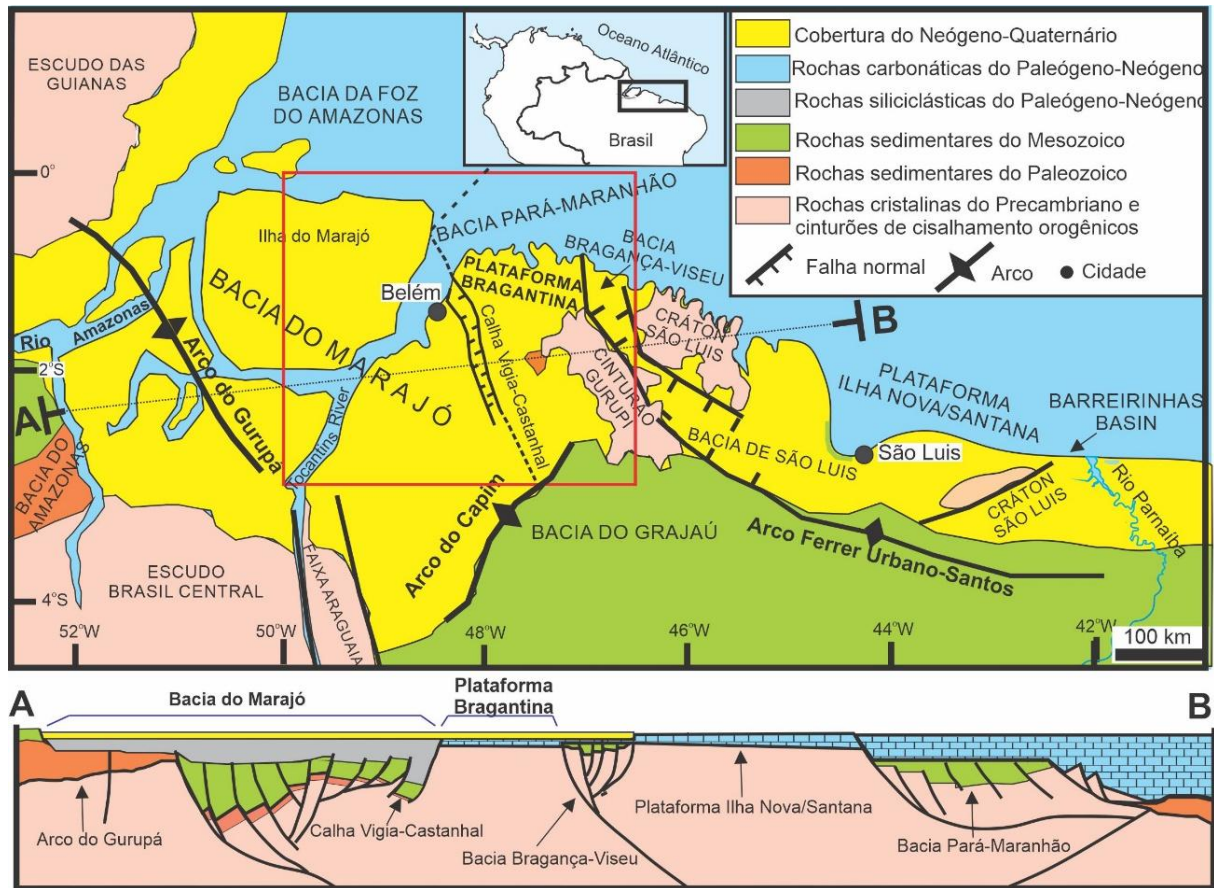 Oceano Atlântico
Brasil
Cobertura do Neógeno-Quaternário
Rochas carbonáticas do Paleógeno-Neógeno
Rochas siliciclásticas do Paleógeno-Neógeno
Rochas sedimentares do Mesozoico
Rochas sedimentares do Paleozoico
Rochas cristalinas do Precambriano e
cinturões de cisalhamento orogênicos
Falha normal
Arco
Cidade
ESCUDO DAS
GUIANAS
BACIA DA FOZ
DO AMAZONAS
0°
Ilha do Marajó
BACIA PARÁ-MARANHÃO
BACIA
BRAGANÇA-VISEU
PLATAFORMA
BRAGANTINA
Belém
BACIA DO MARAJÓ
Calha Vigia-Castanhal
CRÁTON
SÃO LUIS
B
Rio Amazonas
Arco do Gurupá
2°S
A
CINTURÃO
GURUPI
PLATAFORMA
ILHA NOVA/SANTANA
BARREIRINHAS
BASIN
Tocantins River
BACIA DE SÃO LUIS
São Luis
Rio Parnaíba
BACIA DO
AMAZONAS
CRÁTON
SÃO LUIS
Arco do Capim
BACIA DO GRAJAÚ
Arco Ferrer Urbano-Santos
ESCUDO
BRASIL CENTRAL
FAIXA ARAGUAIA
4°S
52°W
50°W
48°W
46°W
44°W
42°W
100 km
A
Bacia do Marajó
Plataforma
Bragantina
B
Arco do Gurupá
Calha Vigia-Castanhal
Bacia Bragança-Viseu
Plataforma Ilha Nova/Santana
Bacia Pará-Maranhão